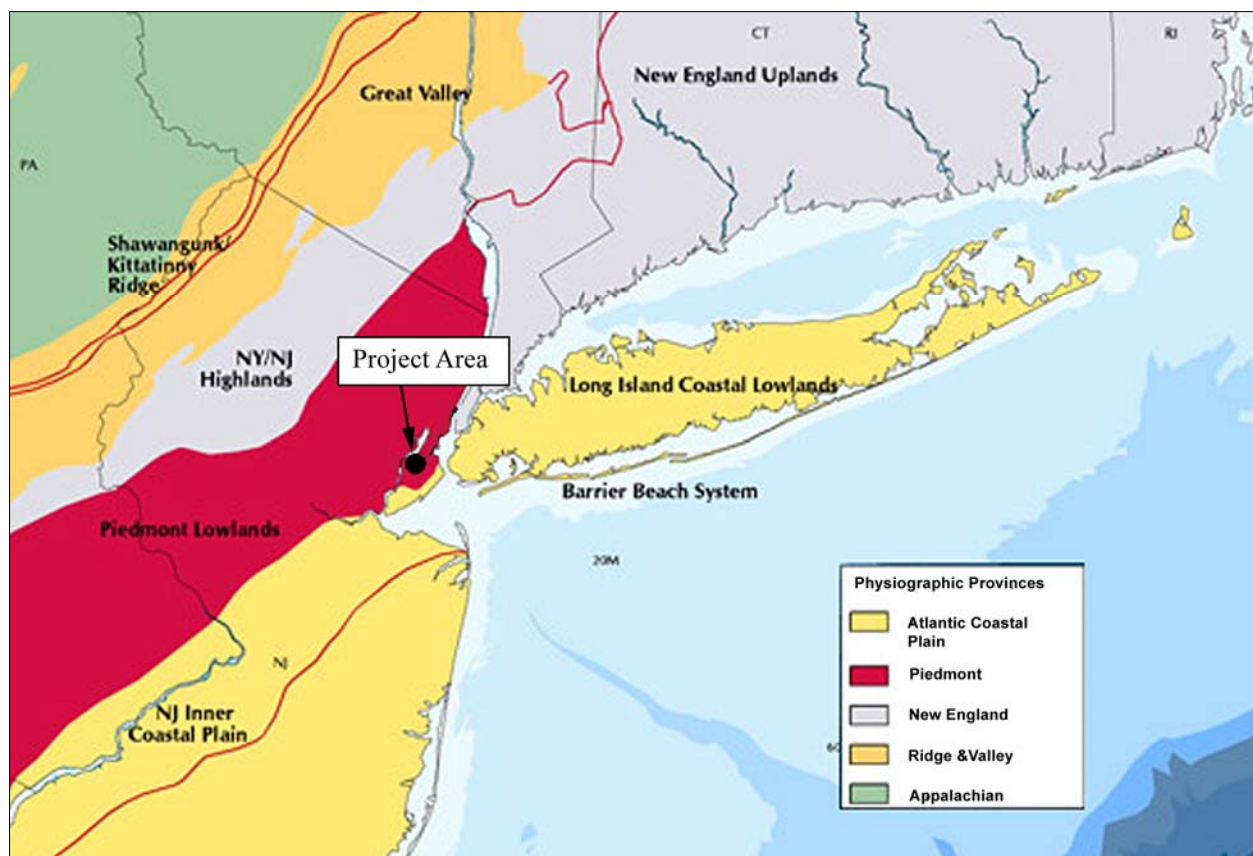 CT
RI
New England Uplands
Great Valley
PA
Shawangunk/
Kittatinny
Ridge
Project Area
NY/NJ
Highlands
Long Island Coastal Lowlands
Barrier Beach System
Piedmont Lowlands
20M
NJ
NJ Inner
Coastal Plain
60
Physiographic Provinces
Atlantic Coastal
Plain
Piedmont
New England
Ridge &Valley
Appalachian